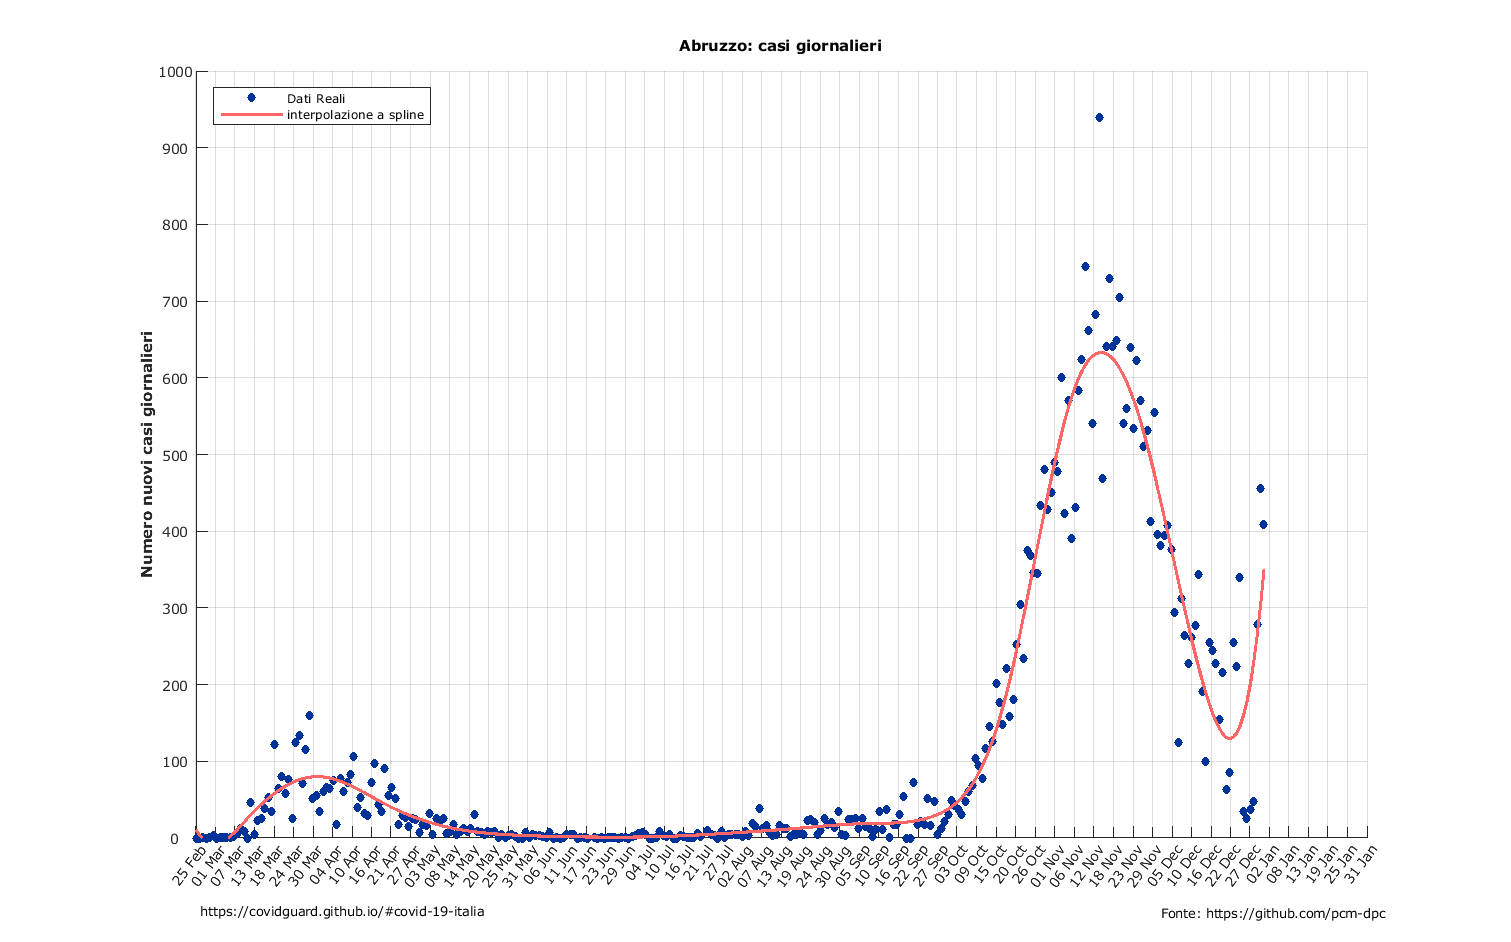 Abruzzo: casi giornalieri
1000
900
800
700
600
500
400
300
200
100
0
Numero nuovi casi giornalieri
Dati Reali
interpolazione a spline
25 Feb
01 Mar
07 Mar
13 Mar
18 Mar
24 Mar
30 Mar
04 Apr
10 Apr
16 Apr
21 Apr
27 Apr
03 May
08 May
14 May
20 May
25 May
31 May
06 Jun
11 Jun
17 Jun
23 Jun
29 Jun
04 Jul
10 Jul
16 Jul
21 Jul
27 Jul
02 Aug
07 Aug
13 Aug
19 Aug
24 Aug
30 Aug
05 Sep
10 Sep
16 Sep
22 Sep
27 Sep
03 Oct
09 Oct
15 Oct
20 Oct
26 Oct
01 Nov
06 Nov
12 Nov
18 Nov
23 Nov
29 Nov
05 Dec
10 Dec
16 Dec
22 Dec
27 Dec
02 Jan
08 Jan
13 Jan
19 Jan
25 Jan
31 Jan
https://covidguard.github.io/#covid-19-italia
Fonte: https://github.com/pcm-dpc